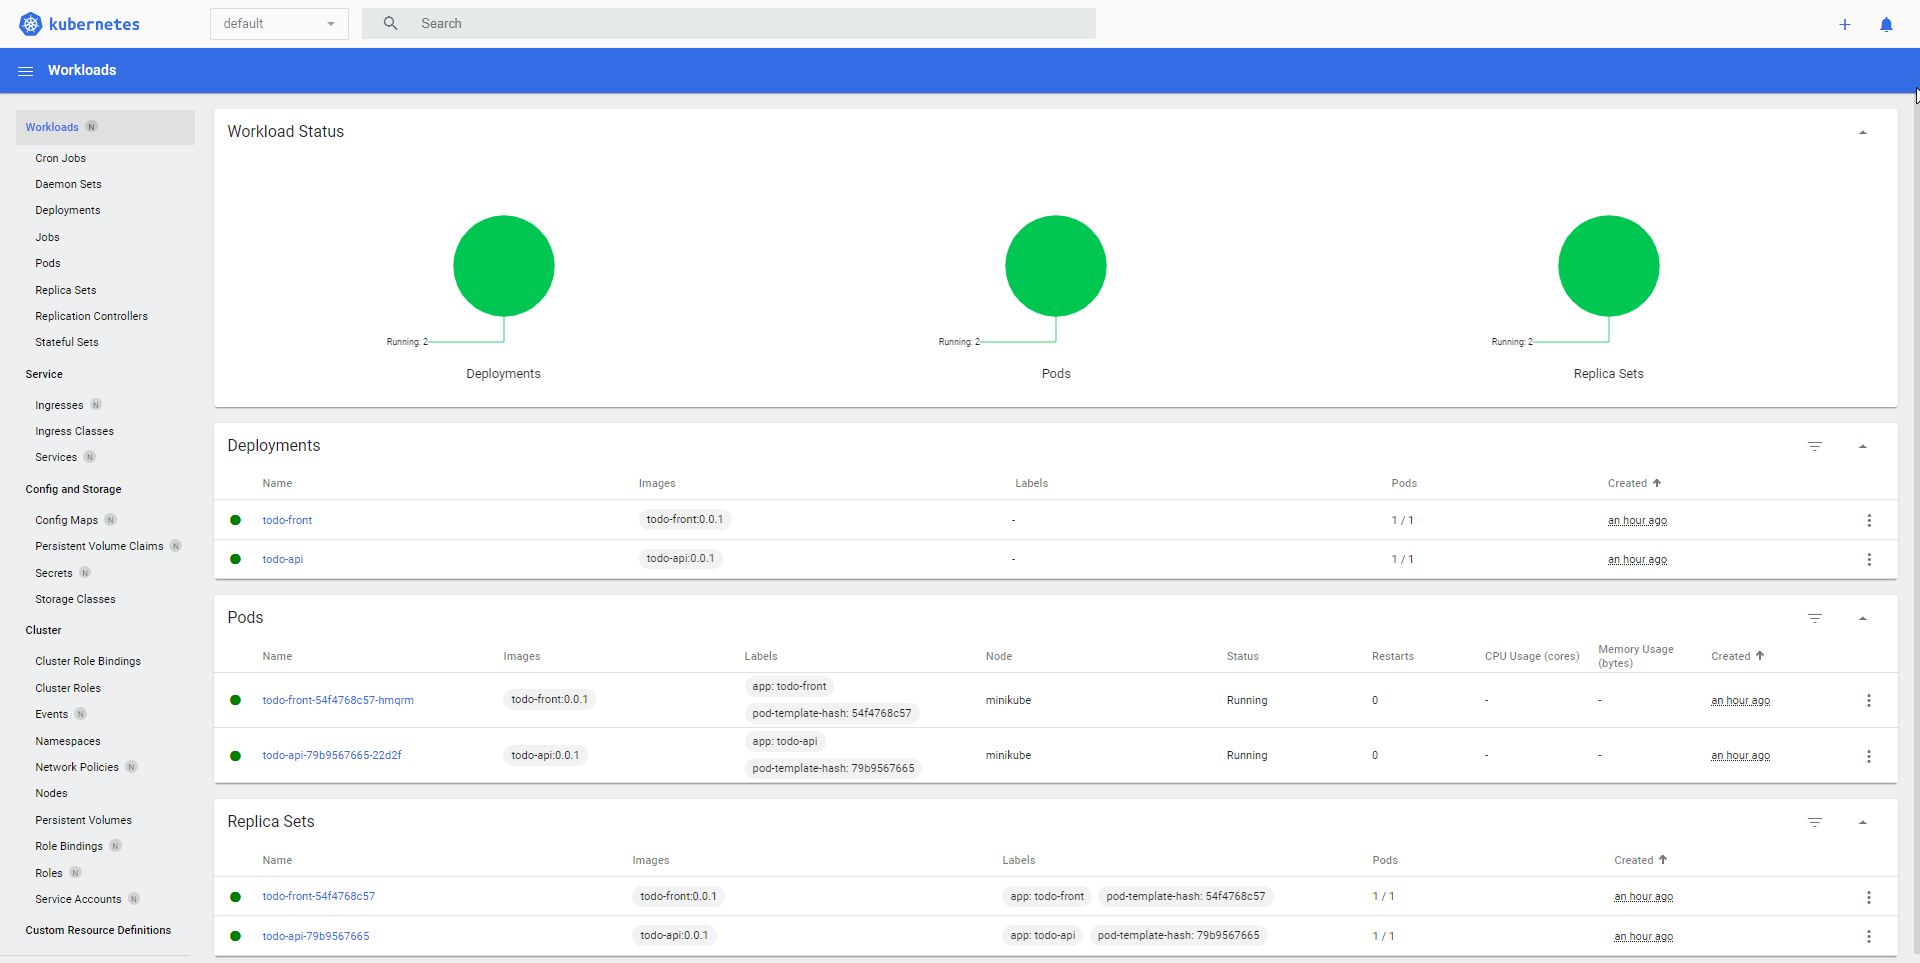 kubernetes
default
Search
Workloads
Workloads N
Cron Jobs
Daemon Sets
Deployments
Jobs
Pods
Replica Sets
Replication Controllers
Stateful Sets
Service
Ingresses N
Ingress Classes
Services N
Config and Storage
Config Maps N
Persistent Volume Claims N
Secrets N
Storage Classes
Cluster
Cluster Role Bindings
Cluster Roles
Events N
Namespaces
Network Policies N
Nodes
Persistent Volumes
Role Bindings N
Roles N
Service Accounts N
Custom Resource Definitions
Workload Status
Running: 2
Deployments
Running: 2
Pods
Running: 2
Replica Sets
Deployments
Name Images Labels Pods Created
todo-front todo-front:0.0.1 - 1 / 1 an hour ago
todo-api todo-api:0.0.1 - 1 / 1 an hour ago
Pods
Name Images Labels Node Status Restarts CPU Usage (cores) Memory Usage (bytes) Created
todo-front-54f4768c57-hmqrm todo-front:0.0.1 app: todo-front minikube Running 0 - - an hour ago
pod-template-hash: 54f4768c57
todo-api-79b9567665-22d2f todo-api:0.0.1 app: todo-api minikube Running 0 - - an hour ago
pod-template-hash: 79b9567665
Replica Sets
Name Images Labels Pods Created
todo-front-54f4768c57 todo-front:0.0.1 app: todo-front pod-template-hash: 54f4768c57 1 / 1 an hour ago
todo-api-79b9567665 todo-api:0.0.1 app: todo-api pod-template-hash: 79b9567665 1 / 1 an hour ago